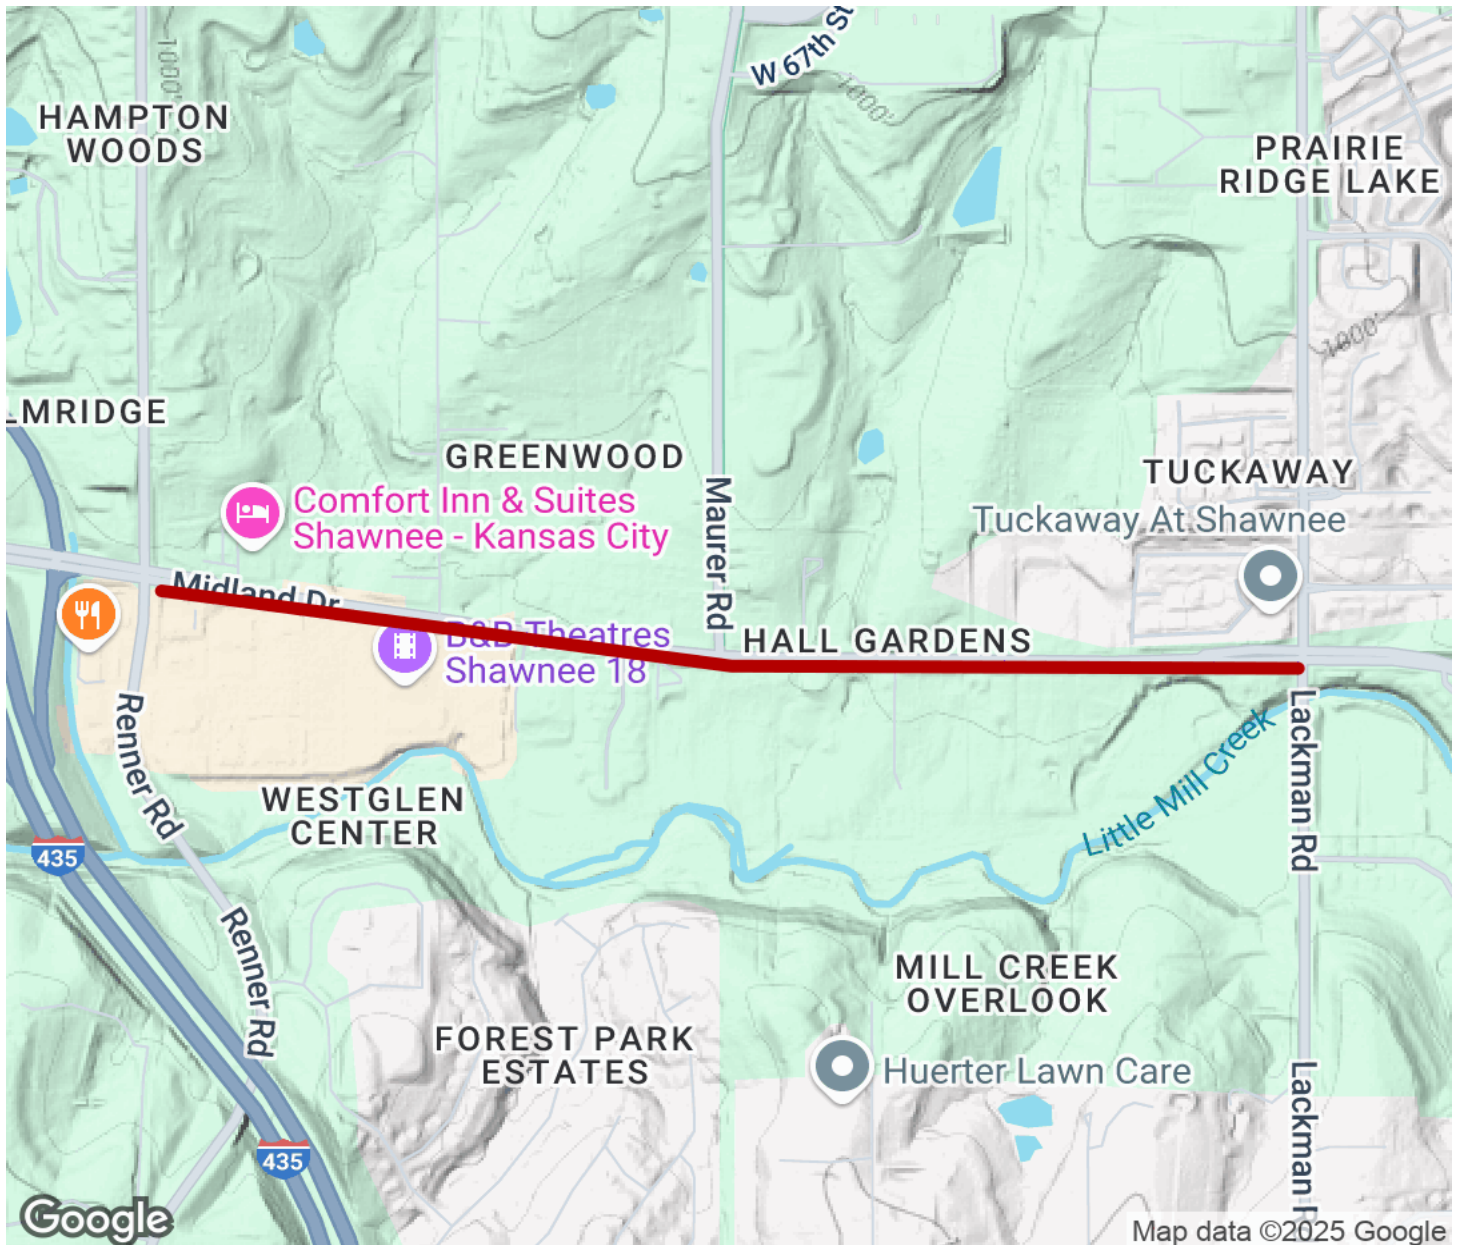 1000'
W 67th St
1000'
HAMPTON
WOODS
PRAIRIE
RIDGE LAKE
1000'
LMRIDGE
GREENWOOD
TUCKAWAY
Comfort Inn & Suites
Shawnee - Kansas City
Maurer Rd
Tuckaway At Shawnee
Midland Dr
B&B Theatres
Shawnee 18
HALL GARDENS
Renner Rd
Lackman Rd
Little Mill Creek
WESTGLEN
CENTER
435
Renner Rd
MILL CREEK
OVERLOOK
FOREST PARK
ESTATES
Huerter Lawn Care
Lackman R
435
Google
Map data ©2025 Google